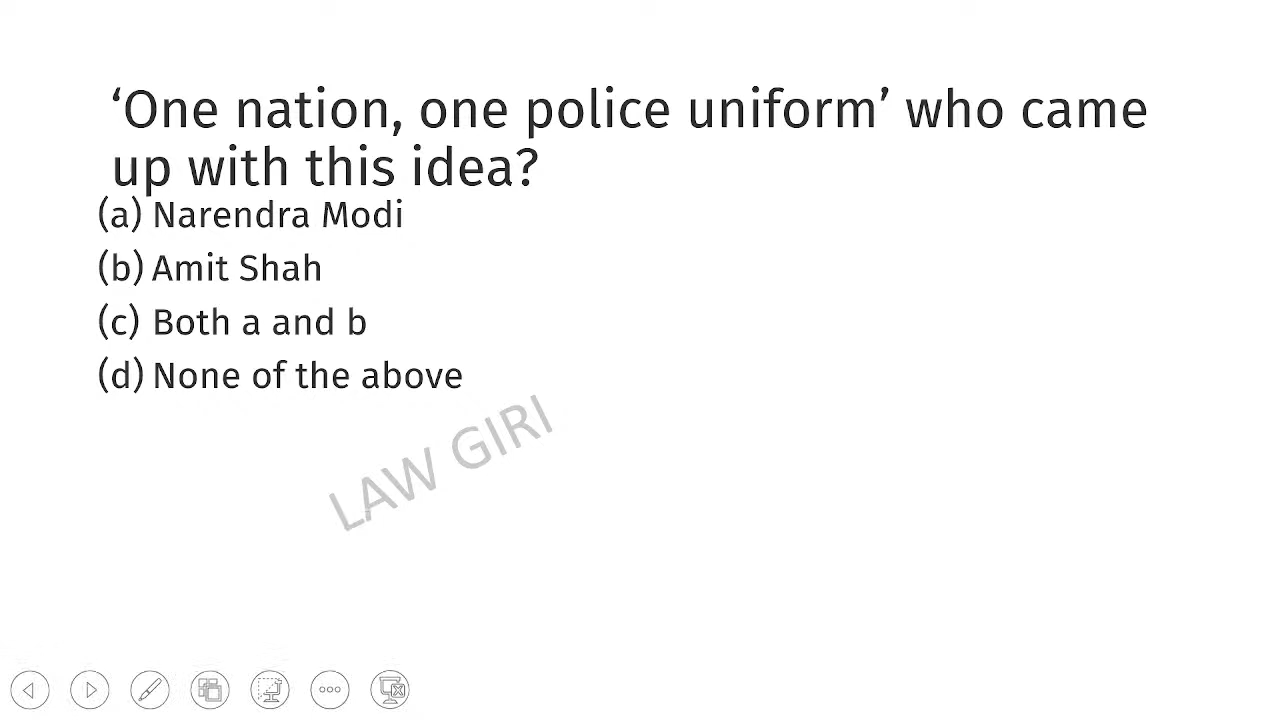 ‘One nation, one police uniform’ who came
up with this idea?
(a) Narendra Modi
(b) Amit Shah
(c) Both a and b
(d) None of the above
LAW GIRI